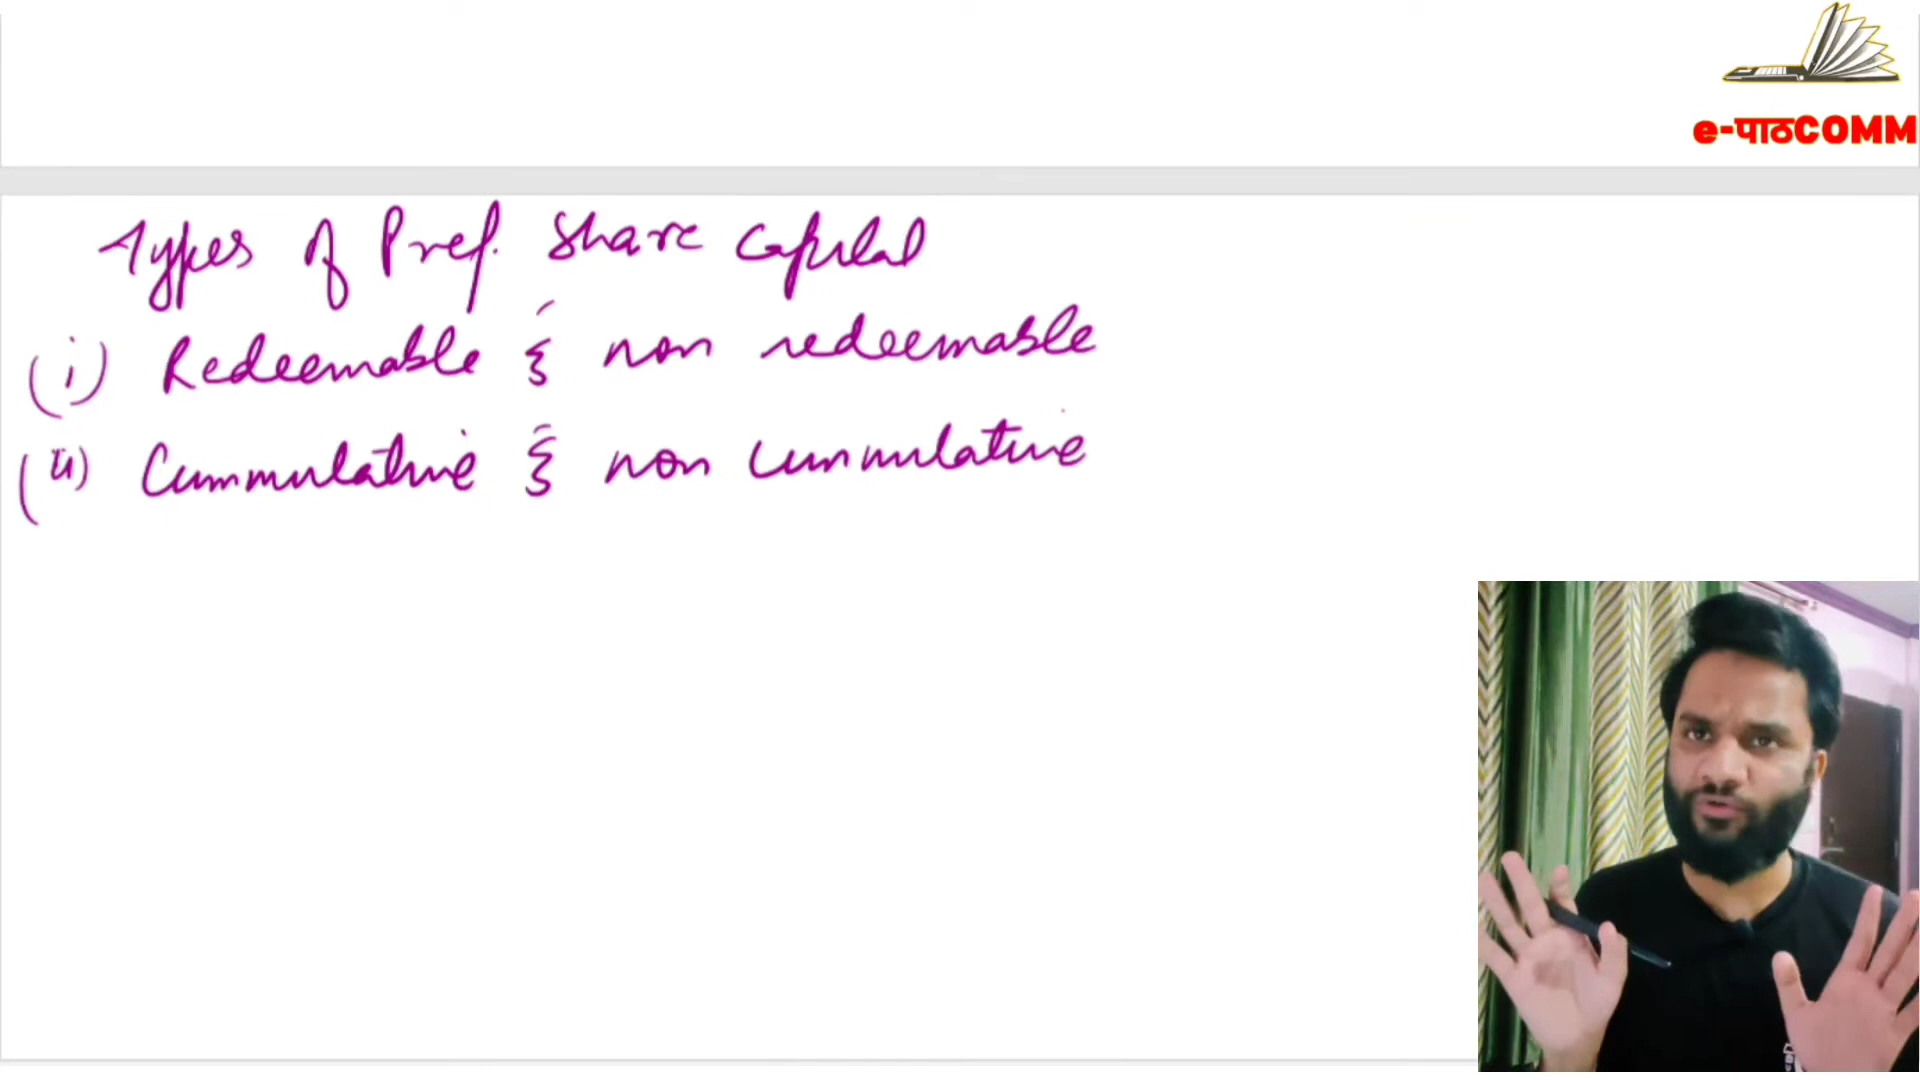 e-पाठCOMM
Types of Pref. Share Capital
(i) Redeemable & non redeemable
(ii) Cummulative & non cummulative